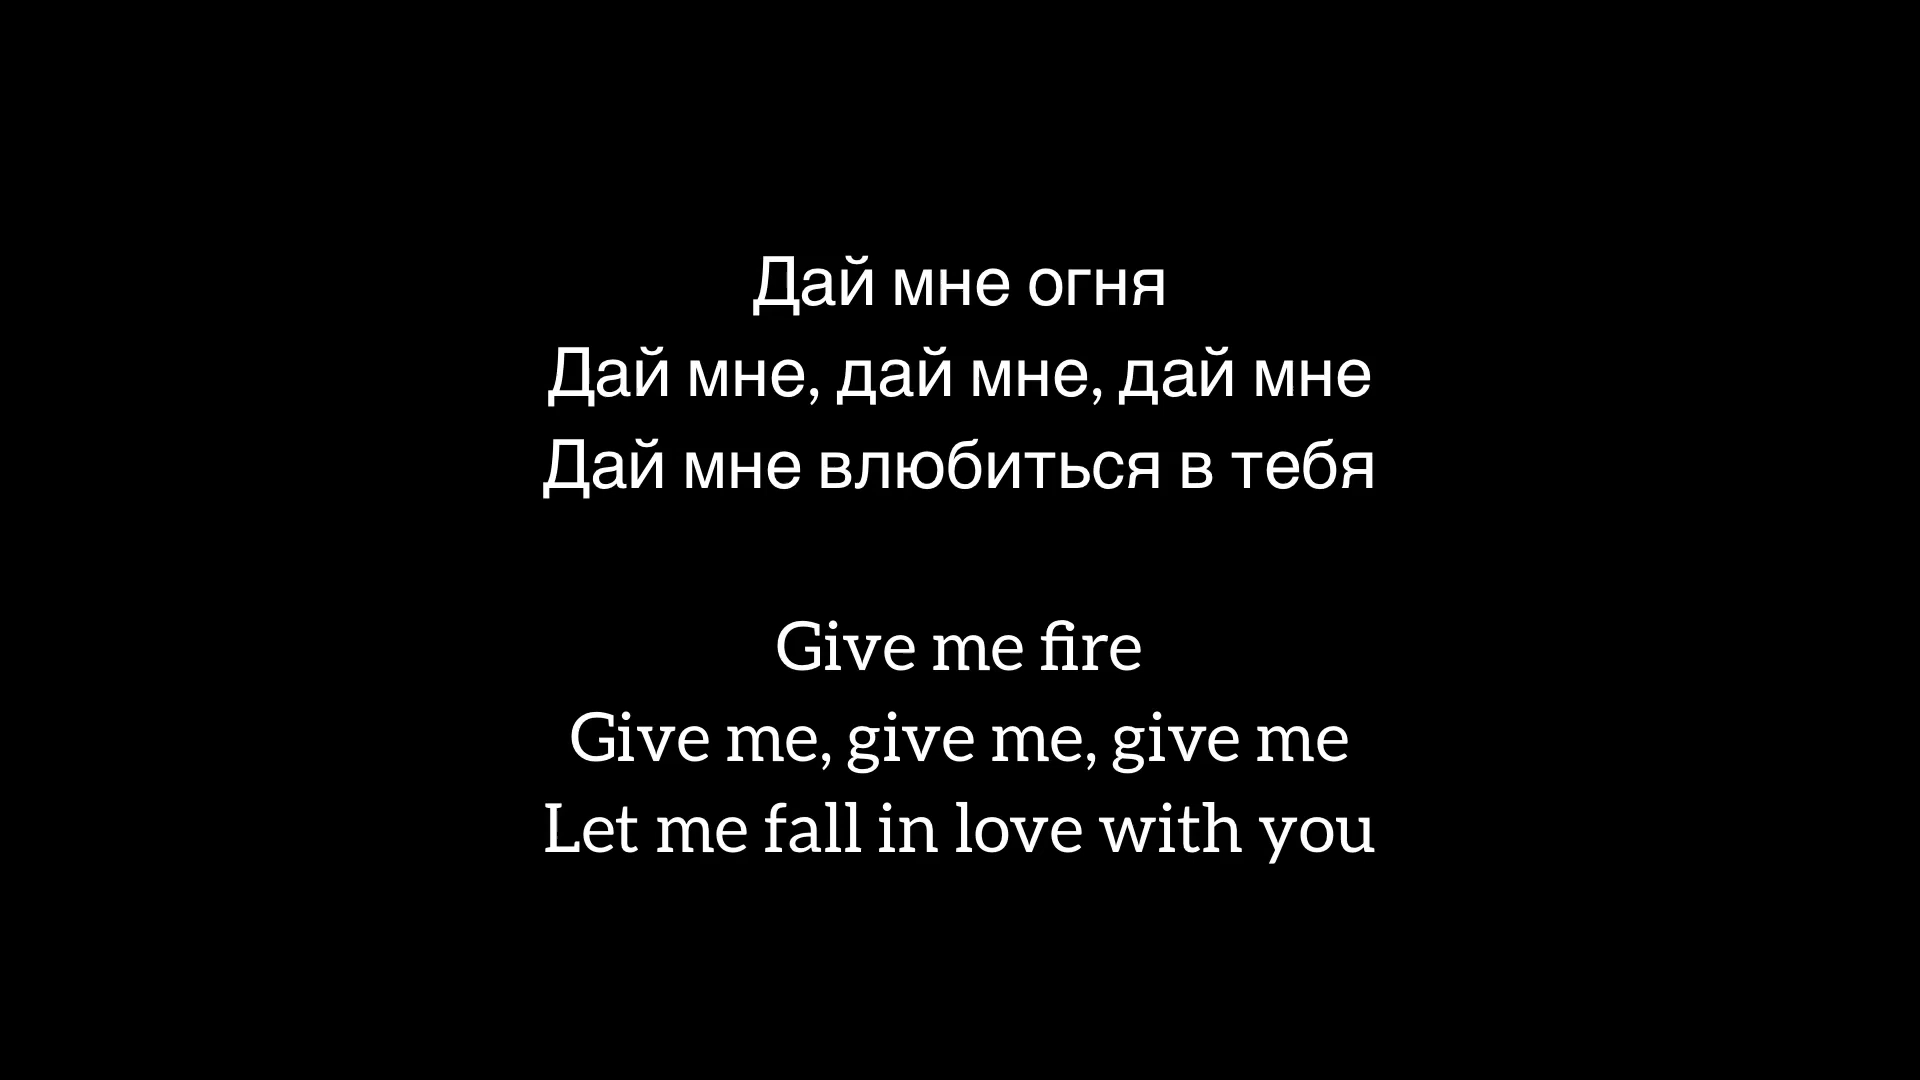 Дай мне огня
Дай мне, дай мне, дай мне
Дай мне влюбиться в тебя
Give me fire
Give me, give me, give me
Let me fall in love with you